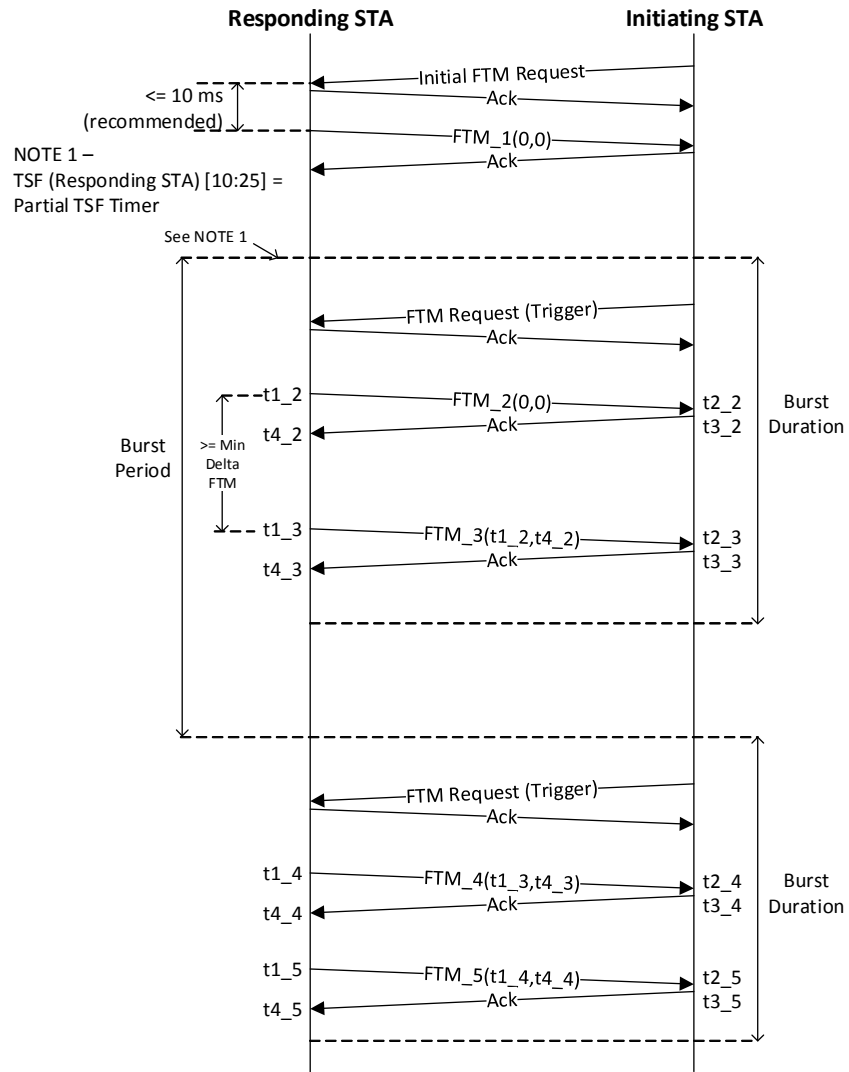 Responding STA
Initiating STA
Initial FTM Request
Ack
<= 10 ms
(recommended)
FTM_1(0,0)
Ack
NOTE 1 –
TSF (Responding STA) [10:25] =
Partial TSF Timer
See NOTE 1
FTM Request (Trigger)
Ack
t1_2
FTM_2(0,0)
t2_2
Ack
t4_2
t3_2
Burst
Duration
Burst
Period
>= Min
Delta
FTM
t1_3
FTM_3(t1_2,t4_2)
t2_3
Ack
t4_3
t3_3
FTM Request (Trigger)
Ack
t1_4
FTM_4(t1_3,t4_3)
t2_4
Ack
t4_4
t3_4
Burst
Duration
t1_5
FTM_5(t1_4,t4_4)
t2_5
Ack
t4_5
t3_5